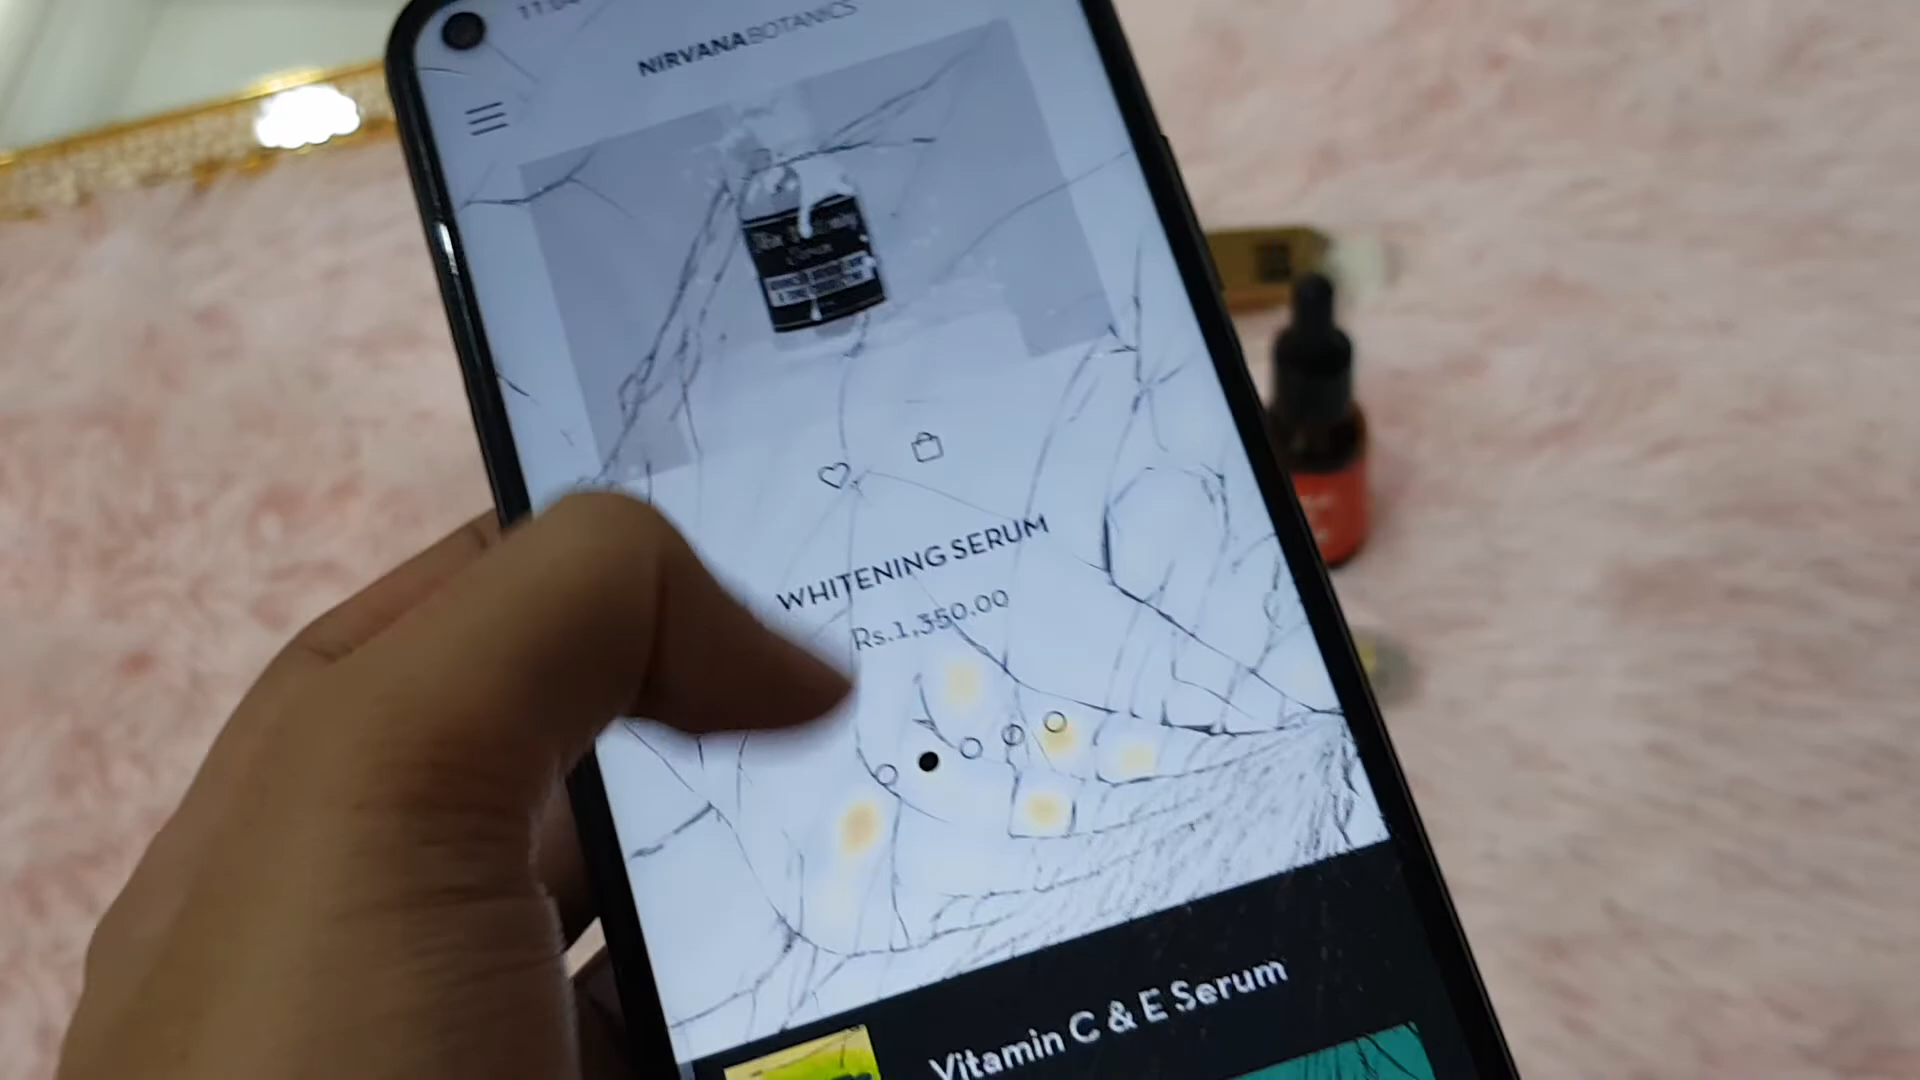 NIRVANABOTANICS
WHITENING SERUM
Rs.1,350.00
Vitamin C & E Serum